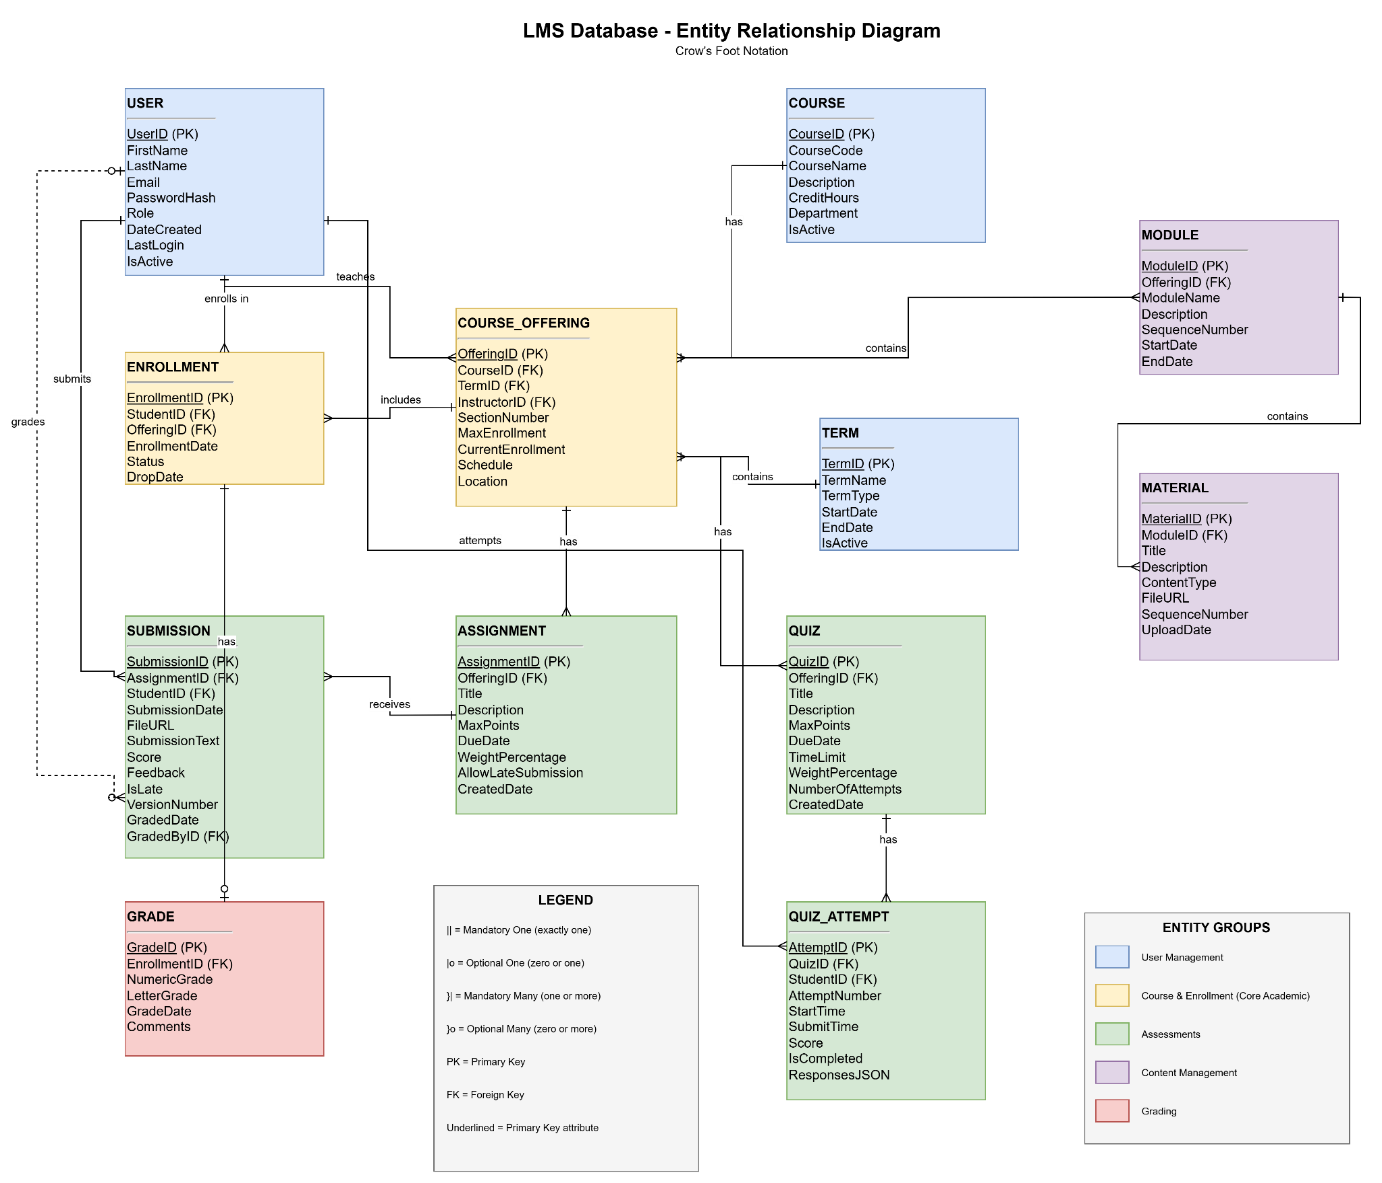 LMS Database - Entity Relationship Diagram
Crow's Foot Notation
USER
UserID (PK)
FirstName
LastName
Email
PasswordHash
Role
DateCreated
LastLogin
IsActive
COURSE
CourseID (PK)
CourseCode
CourseName
Description
CreditHours
Department
IsActive
has
MODULE
ModuleID (PK)
OfferingID (FK)
ModuleName
Description
SequenceNumber
StartDate
EndDate
teaches
enrolls in
COURSE_OFFERING
OfferingID (PK)
CourseID (FK)
TermID (FK)
InstructorID (FK)
SectionNumber
MaxEnrollment
CurrentEnrollment
Schedule
Location
contains
ENROLLMENT
EnrollmentID (PK)
StudentID (FK)
OfferingID (FK)
EnrollmentDate
Status
DropDate
submits
grades
includes
TERM
TermID (PK)
TermName
TermType
StartDate
EndDate
IsActive
contains
contains
MATERIAL
MaterialID (PK)
ModuleID (FK)
Title
Description
ContentType
FileURL
SequenceNumber
UploadDate
has
attempts
has
SUBMISSION
has
SubmissionID (PK)
AssignmentID (FK)
StudentID (FK)
SubmissionDate
FileURL
SubmissionText
Score
Feedback
IsLate
VersionNumber
GradedDate
GradedByID (FK)
receives
ASSIGNMENT
AssignmentID (PK)
OfferingID (FK)
Title
Description
MaxPoints
DueDate
WeightPercentage
AllowLateSubmission
CreatedDate
QUIZ
QuizID (PK)
OfferingID (FK)
Title
Description
MaxPoints
DueDate
TimeLimit
WeightPercentage
NumberOfAttempts
CreatedDate
has
GRADE
GradeID (PK)
EnrollmentID (FK)
NumericGrade
LetterGrade
GradeDate
Comments
LEGEND
|| = Mandatory One (exactly one)
|o = Optional One (zero or one)
}| = Mandatory Many (one or more)
}o = Optional Many (zero or more)
PK = Primary Key
FK = Foreign Key
Underlined = Primary Key attribute
QUIZ_ATTEMPT
AttemptID (PK)
QuizID (FK)
StudentID (FK)
AttemptNumber
StartTime
SubmitTime
Score
IsCompleted
ResponsesJSON
ENTITY GROUPS
User Management
Course & Enrollment (Core Academic)
Assessments
Content Management
Grading